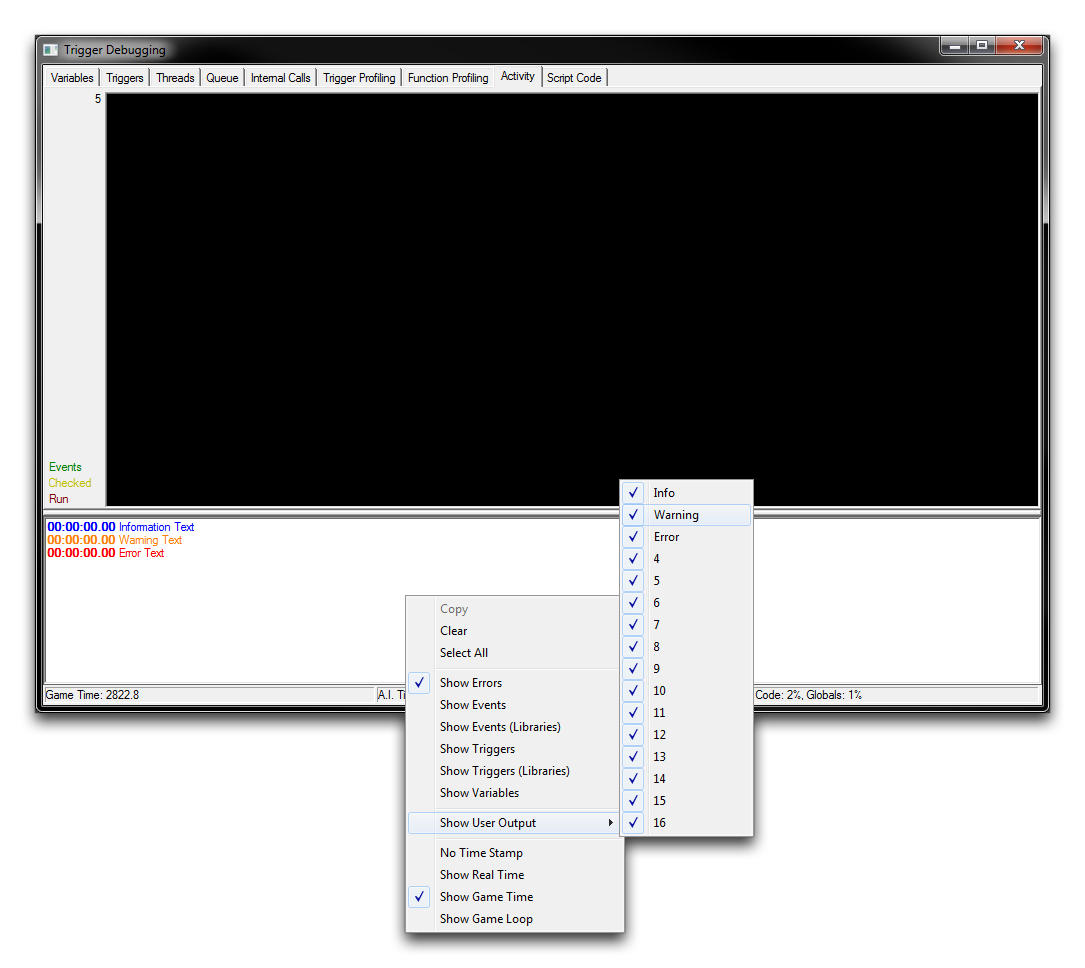 Trigger Debugging
Variables Triggers Threads Queue Internal Calls Trigger Profiling Function Profiling Activity Script Code
5
Events
Checked
Run
00:00:00.00 Information Text
00:00:00.00 Warning Text
00:00:00.00 Error Text
Game Time: 2822.8
A.I. Ti
Code: 2%, Globals: 1%
Copy
Clear
Select All
Show Errors
Show Events
Show Events (Libraries)
Show Triggers
Show Triggers (Libraries)
Show Variables
Show User Output
No Time Stamp
Show Real Time
Show Game Time
Show Game Loop
Info
Warning
Error
4
5
6
7
8
9
10
11
12
13
14
15
16